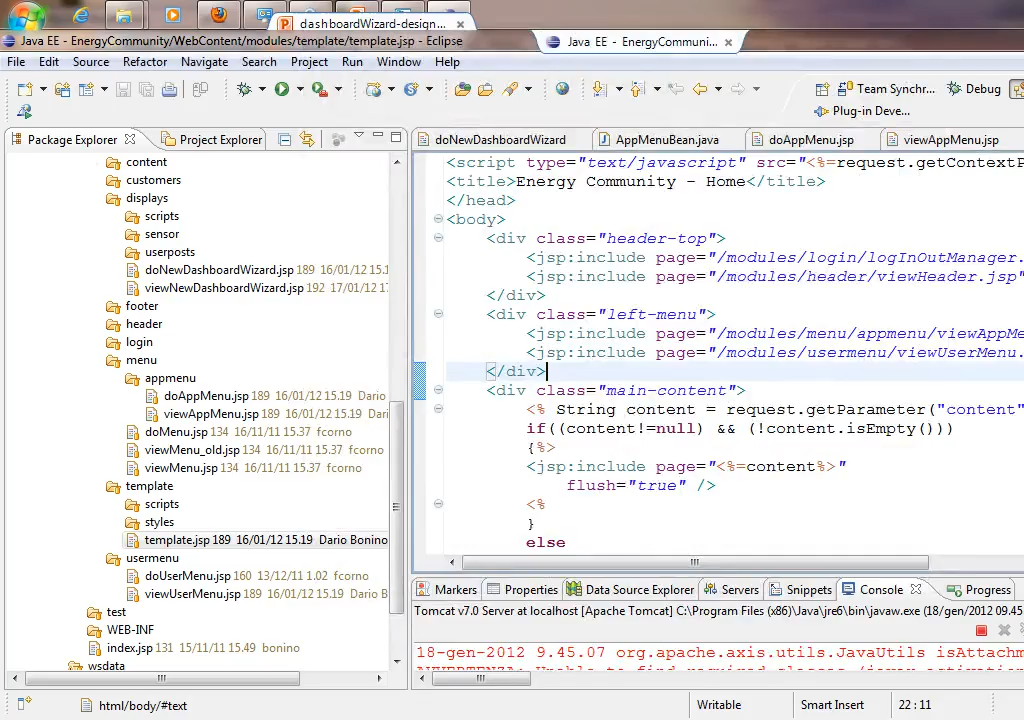 dashboardWizard-design...
Java EE - EnergyCommunity/WebContent/modules/template/template.jsp - Eclipse
Java EE - EnergyCommuni...
File Edit Source Refactor Navigate Search Project Run Window Help
Team Synchr... Debug
Plug-in Deve...
Package Explorer Project Explorer
doNewDashboardWizard AppMenuBean.java doAppMenu.jsp viewAppMenu.jsp
content
customers
displays
scripts
sensor
userposts
doNewDashboardWizard.jsp 189 16/01/12 15.1
viewNewDashboardWizard.jsp 192 17/01/12 1
footer
header
login
menu
appmenu
doAppMenu.jsp 189 16/01/12 15.19 Dari
viewAppMenu.jsp 189 16/01/12 15.19 Dari
doMenu.jsp 134 16/11/11 15.37 fcorno
viewMenu_old.jsp 134 16/11/11 15.37 fcorno
viewMenu.jsp 134 16/11/11 15.37 fcorno
template
scripts
styles
template.jsp 189 16/01/12 15.19 Dario Bonino
usermenu
doUserMenu.jsp 160 13/12/11 1.02 fcorno
viewUserMenu.jsp 189 16/01/12 15.19 Dario B
test
WEB-INF
index.jsp 131 15/11/11 15.49 bonino
wsdata
<script type="text/javascript" src="<%=request.getContextP
<title>Energy Community - Home</title>
</head>
<body>
<div class="header-top">
<jsp:include page="/modules/login/logInOutManager.
<jsp:include page="/modules/header/viewHeader.jsp"
</div>
<div class="left-menu">
<jsp:include page="/modules/menu/appmenu/viewAppMe
<jsp:include page="/modules/usermenu/viewUserMenu.
</div>
<div class="main-content">
<% String content = request.getParameter("content"
if((content!=null) && (!content.isEmpty()))
{%>
<jsp:include page="<%=content%>"
flush="true" />
<%
}
else
Markers Properties Data Source Explorer Servers Snippets Console Progress
Tomcat v7.0 Server at localhost [Apache Tomcat] C:\Program Files (x86)\Java\jre6\bin\javaw.exe (18/gen/2012 09.45
18-gen-2012 9.45.07 org.apache.axis.utils.JavaUtils isAttachm
html/body/#text Writable Smart Insert 22 : 11